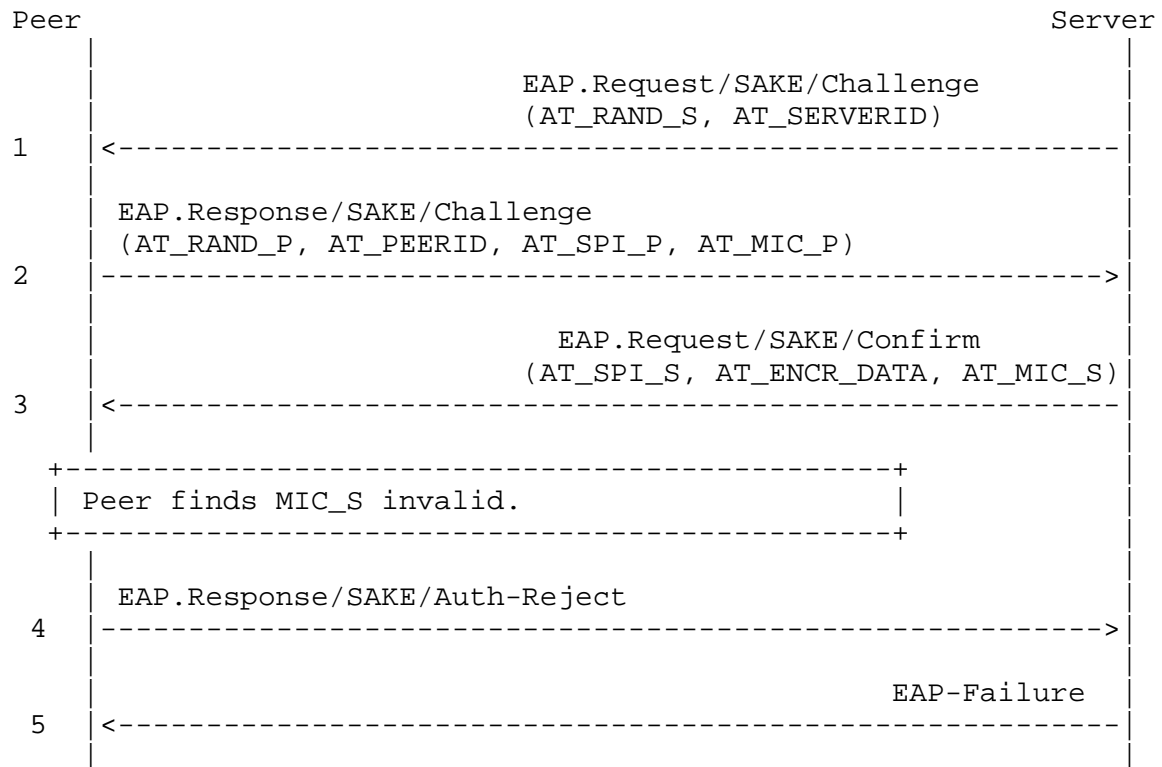 Peer Server
EAP.Request/SAKE/Challenge
(AT_RAND_S, AT_SERVERID)
1
EAP.Response/SAKE/Challenge
(AT_RAND_P, AT_PEERID, AT_SPI_P, AT_MIC_P)
2
EAP.Request/SAKE/Confirm
(AT_SPI_S, AT_ENCR_DATA, AT_MIC_S)
3
Peer finds MIC_S invalid.
EAP.Response/SAKE/Auth-Reject
4
EAP-Failure
5